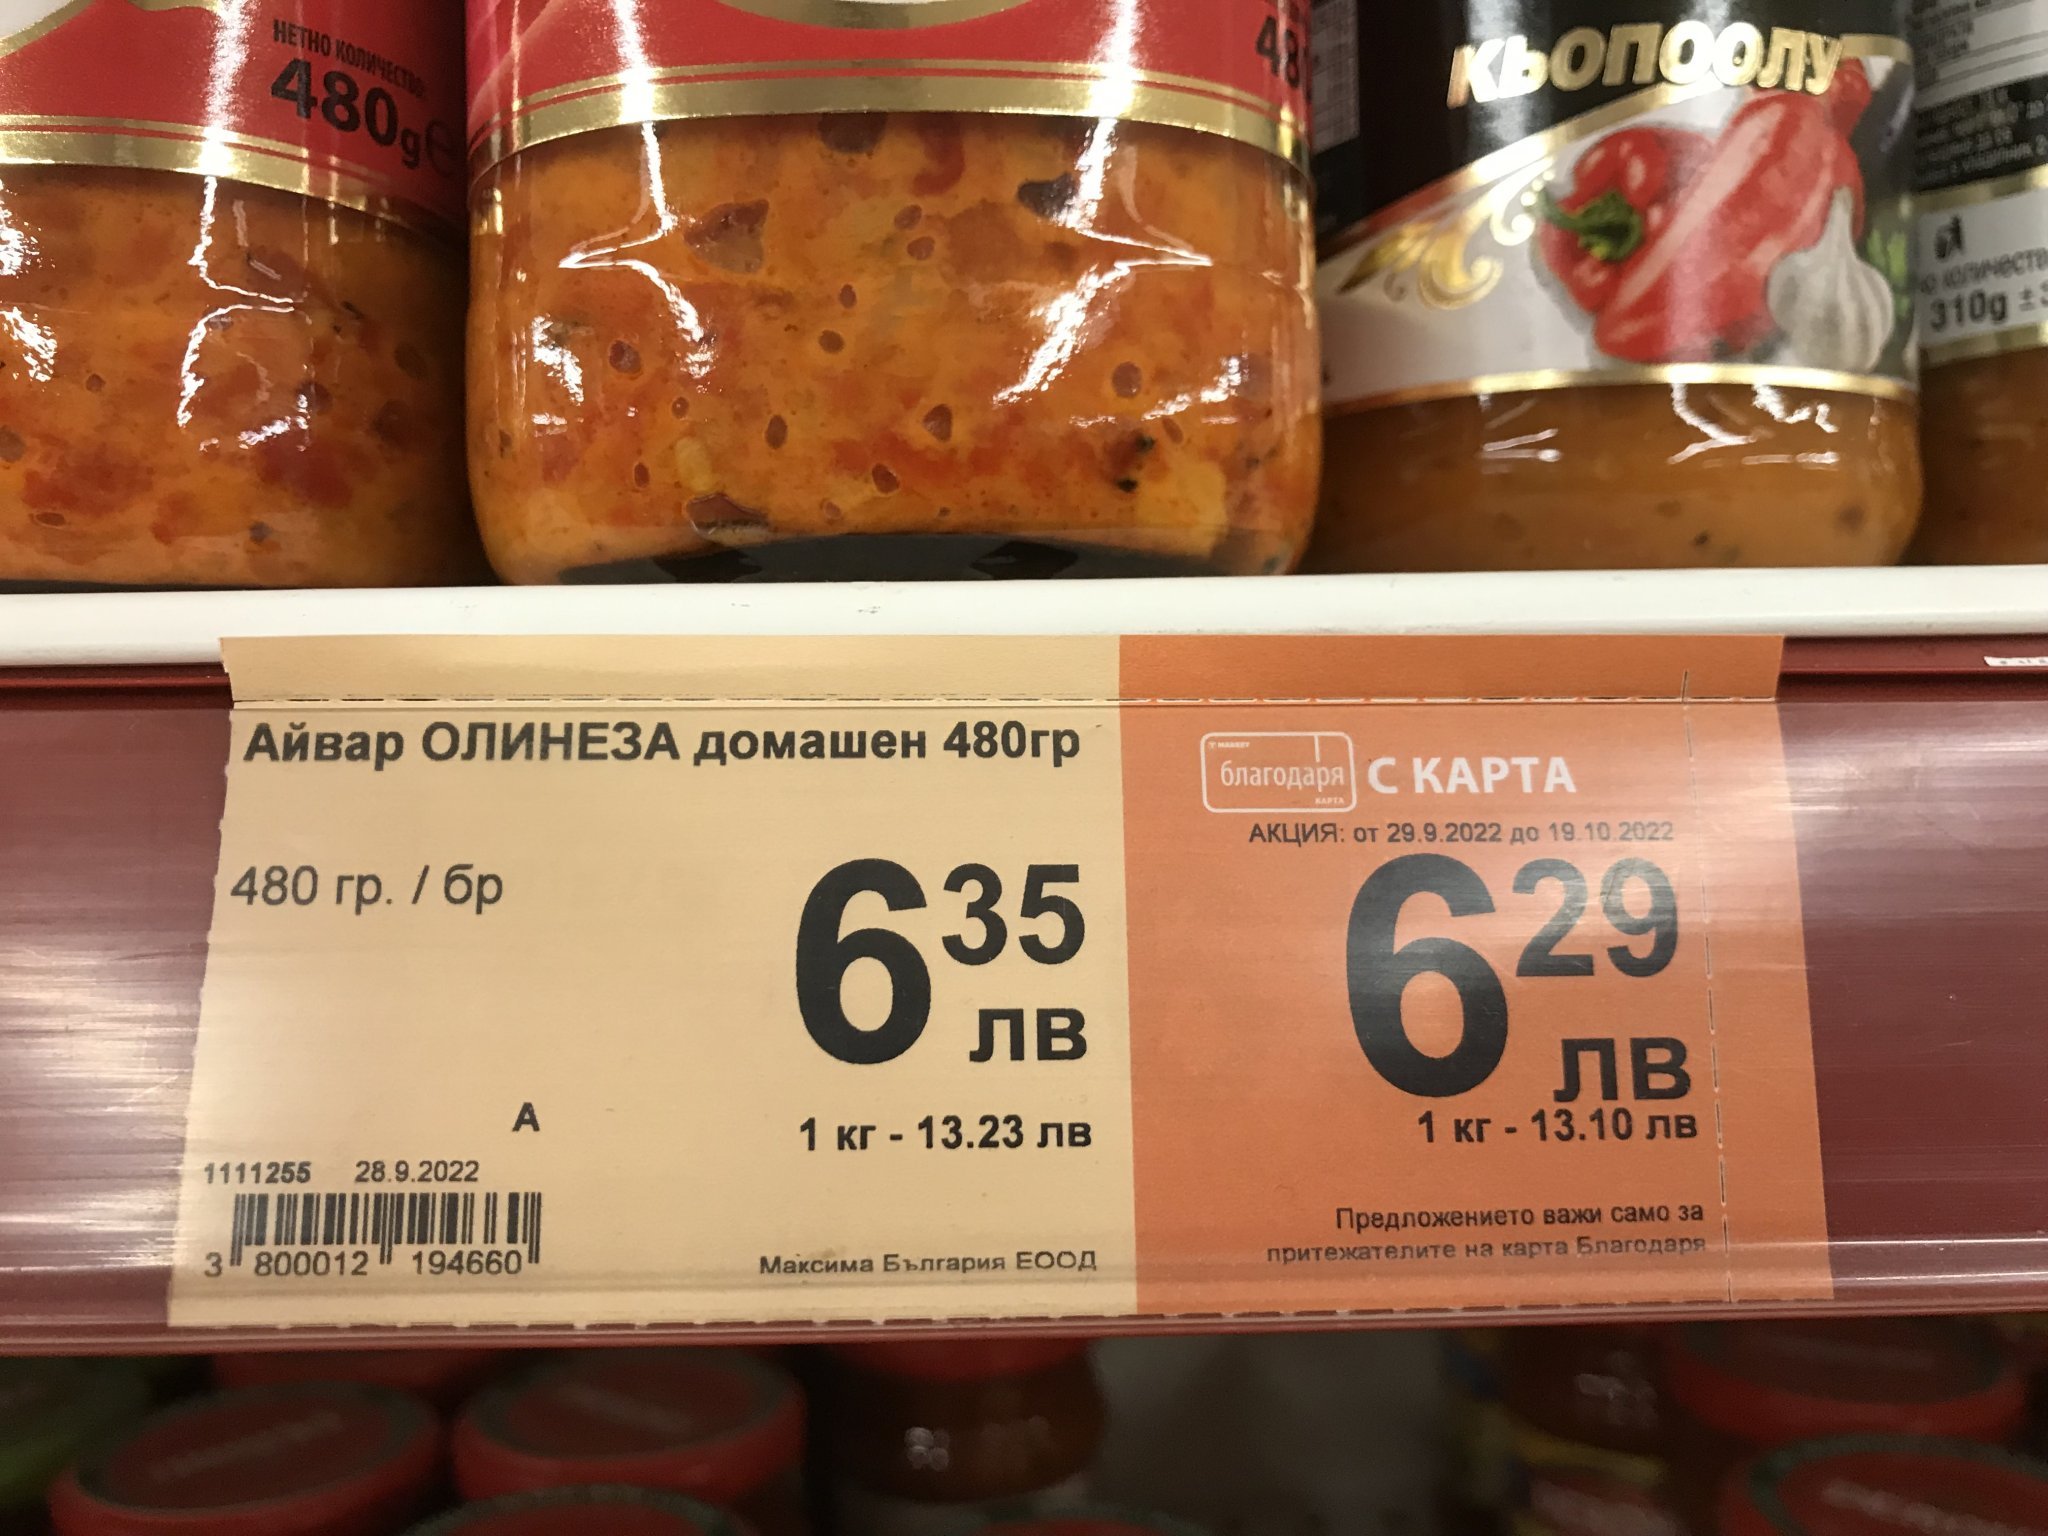 НЕТНО КОЛИЧЕСТВО
480g℮
КЬОПООЛУ
310g
Айвар ОЛИНЕЗА домашен 480гр
480 гр. / бр
6 35
лв
1 кг - 13.23 лв
А
1111255 28.9.2022
3 800012 194660
Максима България ЕООД
благодаря
КАРТА
С КАРТА
АКЦИЯ: от 29.9.2022 до 19.10.2022
6 29
лв
1 кг - 13.10 лв
Предложението важи само за
притежателите на карта Благодаря